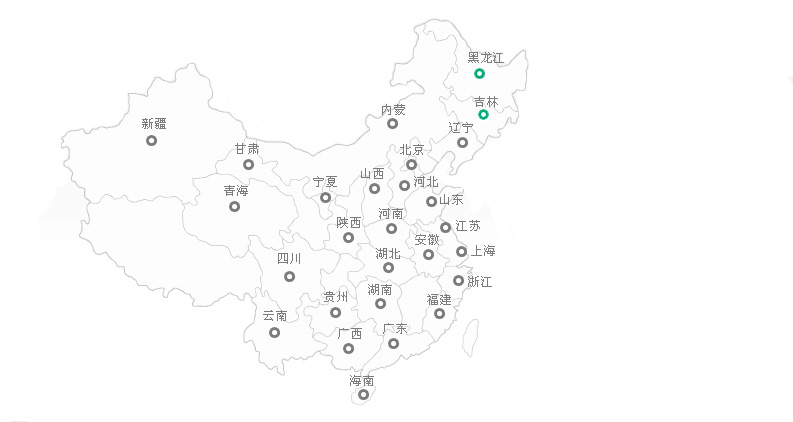 黑龙江
吉林
内蒙
新疆
辽宁
甘肃
北京
山西
宁夏
河北
青海
山东
河南
陕西
江苏
安徽
上海
湖北
四川
浙江
湖南
贵州
福建
云南
广东
广西
海南